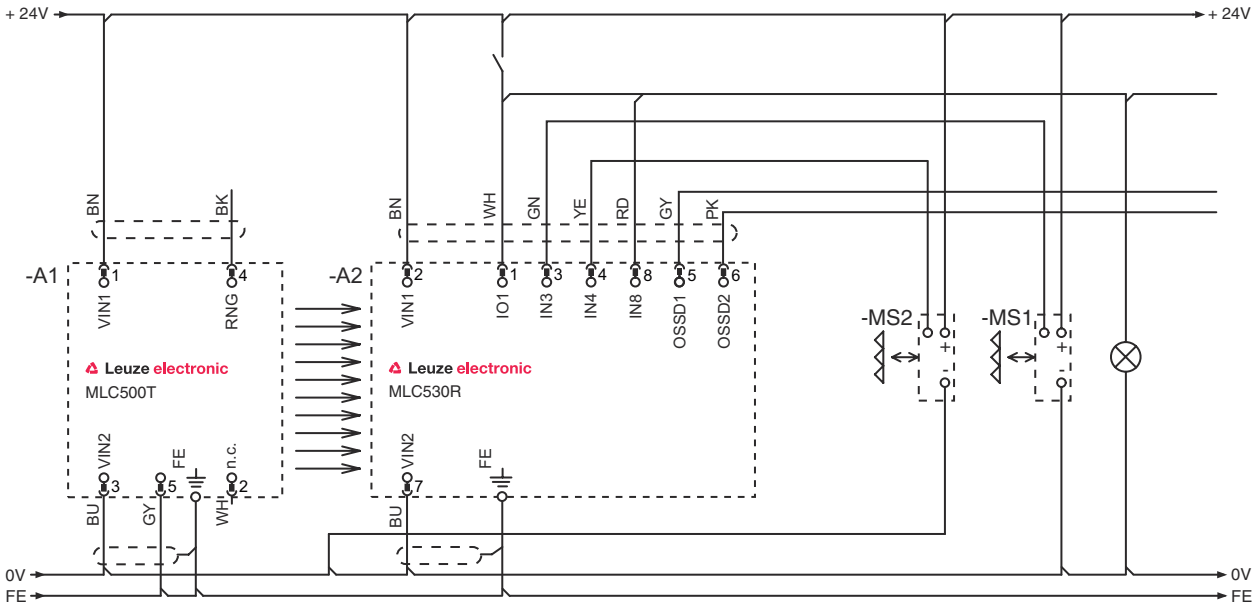 + 24V
+ 24V
BN
BK
BN
WH
GN
YE
RD
GY
PK
-A1
1
4
-A2
2
1
3
4
8
5
6
VIN1
RNG
VIN1
IO1
IN3
IN4
IN8
OSSD1
OSSD2
-MS2
-MS1
+
+
-
-
Leuze electronic
MLC500T
Leuze electronic
MLC530R
VIN2
FE
n.c.
VIN2
FE
3
5
2
7
BU
GY
WH
BU
0V
0V
FE
FE